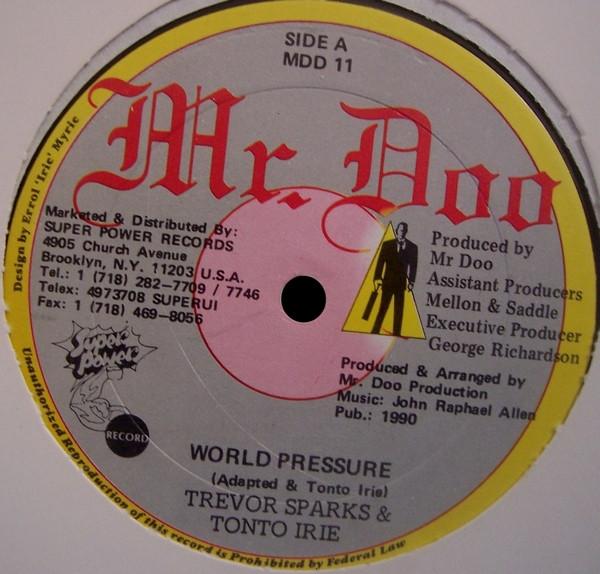 SIDE A
MDD 11
Mr. Doo
Design by Errol 'Irie' Myric
Marketed & Distributed By:
SUPER POWER RECORDS
4905 Church Avenue
Brooklyn, N.Y. 11203 U.S.A.
Tel.: 1 (718) 282-7709 / 7746
Telex: 4973708 SUPERUI
Fax: 1 (718) 469-8056
Produced by
Mr Doo
Assistant Producers
Mellon & Saddle
Executive Producer
George Richardson
Super
Power
RECORD
Produced & Arranged by
Mr. Doo Production
Music: John Raphael Allen
Pub.: 1990
WORLD PRESSURE
(Adapted & Tonto Irie)
TREVOR SPARKS &
TONTO IRIE
Unauthorized Reproduction of this record is Prohibited by Federal Law